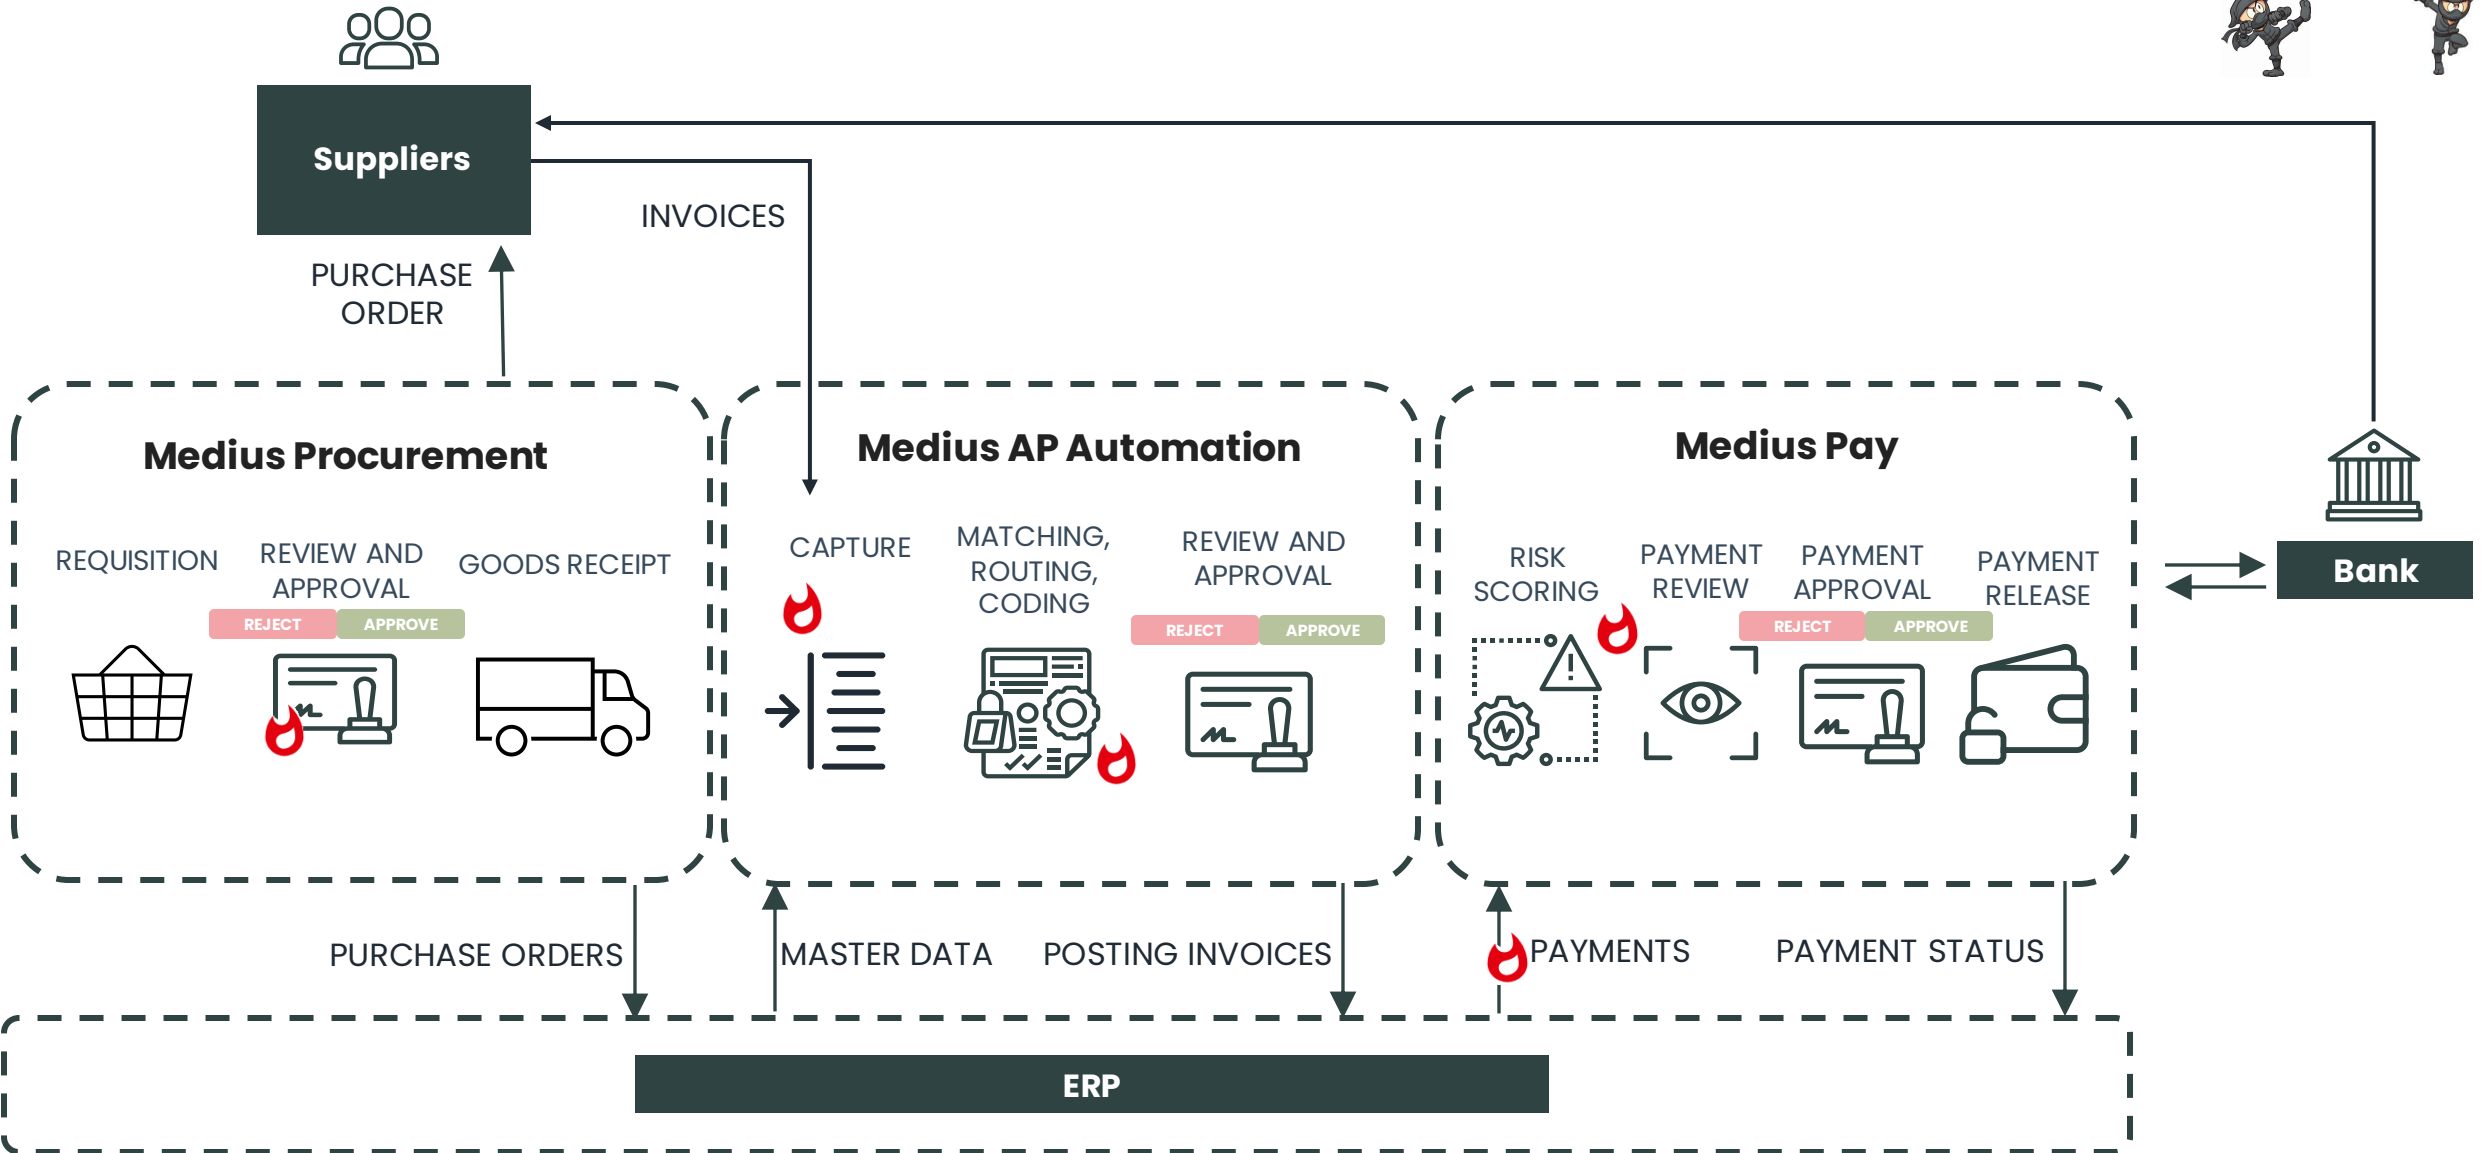 Suppliers
INVOICES
PURCHASE
ORDER
Medius Procurement
REQUISITION
REVIEW AND
APPROVAL
REJECT
APPROVE
GOODS RECEIPT
Medius AP Automation
CAPTURE
MATCHING,
ROUTING,
CODING
REVIEW AND
APPROVAL
REJECT
APPROVE
Medius Pay
RISK
SCORING
PAYMENT
REVIEW
PAYMENT
APPROVAL
REJECT
APPROVE
PAYMENT
RELEASE
Bank
PURCHASE ORDERS
MASTER DATA
POSTING INVOICES
PAYMENTS
PAYMENT STATUS
ERP